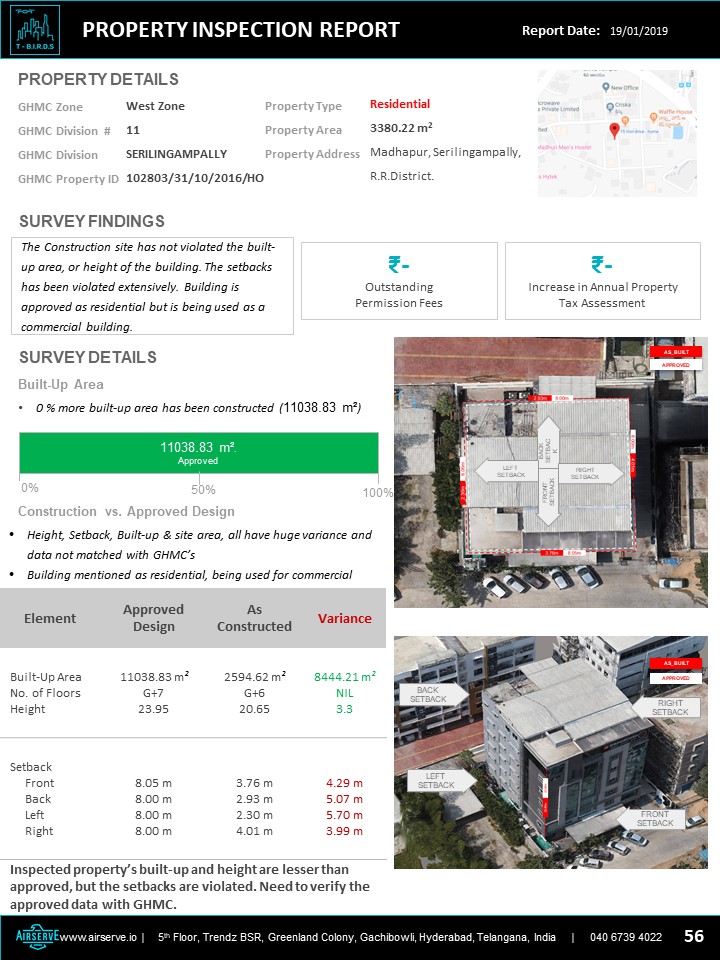 T - B.I.R.D.S
PROPERTY INSPECTION REPORT
Report Date: 19/01/2019
PROPERTY DETAILS
GHMC Zone West Zone Property Type Residential
GHMC Division # 11 Property Area 3380.22 m²
GHMC Division SERILINGAMPALLY Property Address Madhapur, Serilingampally,
GHMC Property ID 102803/31/10/2016/HO R.R.District.
New Office
Criska
Waffle House
SURVEY FINDINGS
The Construction site has not violated the built-
up area, or height of the building. The setbacks
has been violated extensively. Building is
approved as residential but is being used as a
commercial building.
₹-
Outstanding
Permission Fees
₹-
Increase in Annual Property
Tax Assessment
SURVEY DETAILS
Built-Up Area
• 0 % more built-up area has been constructed (11038.83 m²)
11038.83 m².
Approved
0% 50% 100%
Construction vs. Approved Design
• Height, Setback, Built-up & site area, all have huge variance and
data not matched with GHMC's
• Building mentioned as residential, being used for commercial
AS_BUILT
APPROVED
2.93m 8.00m
BACK
SETBAC
K
LEFT
SETBACK
RIGHT
SETBACK
FRONT
SETBACK
3.76m 8.05m
Element Approved Design As Constructed Variance
Built-Up Area 11038.83 m² 2594.62 m² 8444.21 m²
No. of Floors G+7 G+6 NIL
Height 23.95 20.65 3.3
Setback
Front 8.05 m 3.76 m 4.29 m
Back 8.00 m 2.93 m 5.07 m
Left 8.00 m 2.30 m 5.70 m
Right 8.00 m 4.01 m 3.99 m
AS_BUILT
APPROVED
BACK
SETBACK
RIGHT
SETBACK
LEFT
SETBACK
FRONT
SETBACK
Inspected property's built-up and height are lesser than
approved, but the setbacks are violated. Need to verify the
approved data with GHMC.
AIRSERVE www.airserve.io | 5th Floor, Trendz BSR, Greenland Colony, Gachibowli, Hyderabad, Telangana, India | 040 6739 4022 56